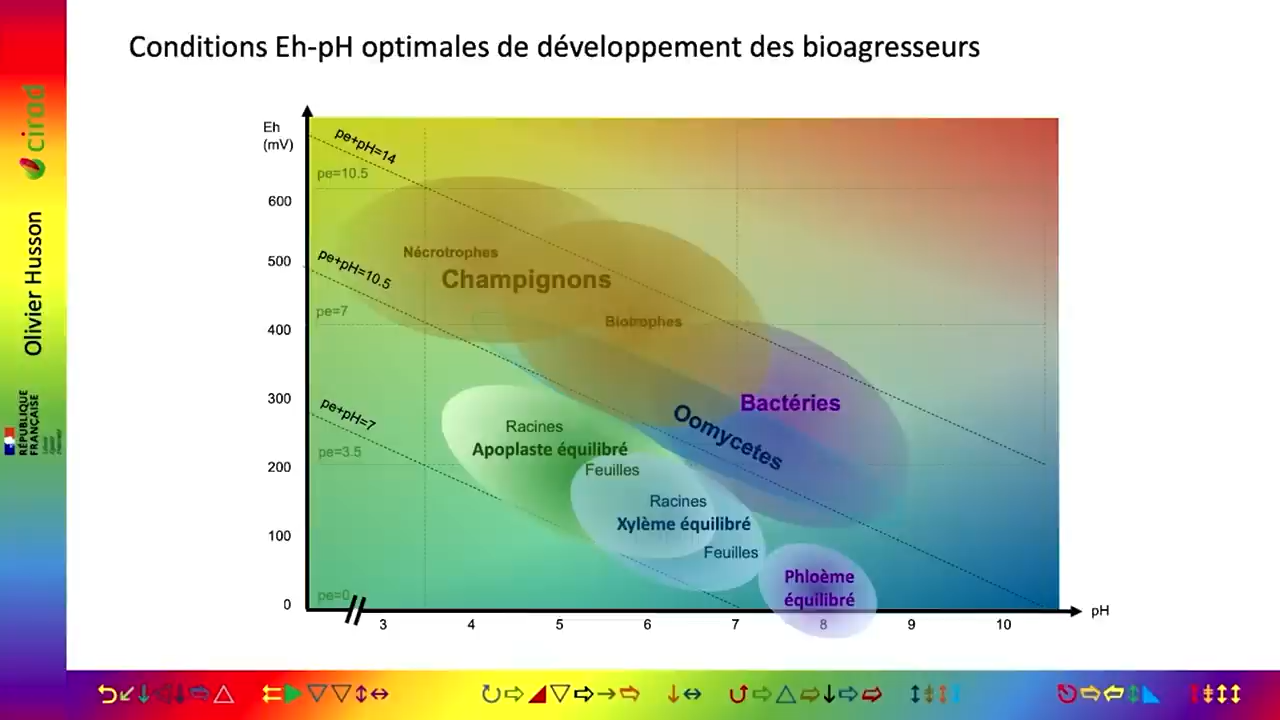 Conditions Eh-pH optimales de développement des bioagresseurs
cirad
Olivier Husson
RÉPUBLIQUE
FRANÇAISE
Eh
(mV)
600
500
400
300
200
100
0
pe+pH=14
pe=10.5
pe+pH=10.5
pe=7
pe+pH=7
pe=3.5
pe=0
Nécrotrophes
Champignons
Biotrophes
Bactéries
Oomycetes
Racines
Apoplaste équilibré
Feuilles
Racines
Xylème équilibré
Feuilles
Phloème
équilibré
3 4 5 6 7 8 9 10
pH